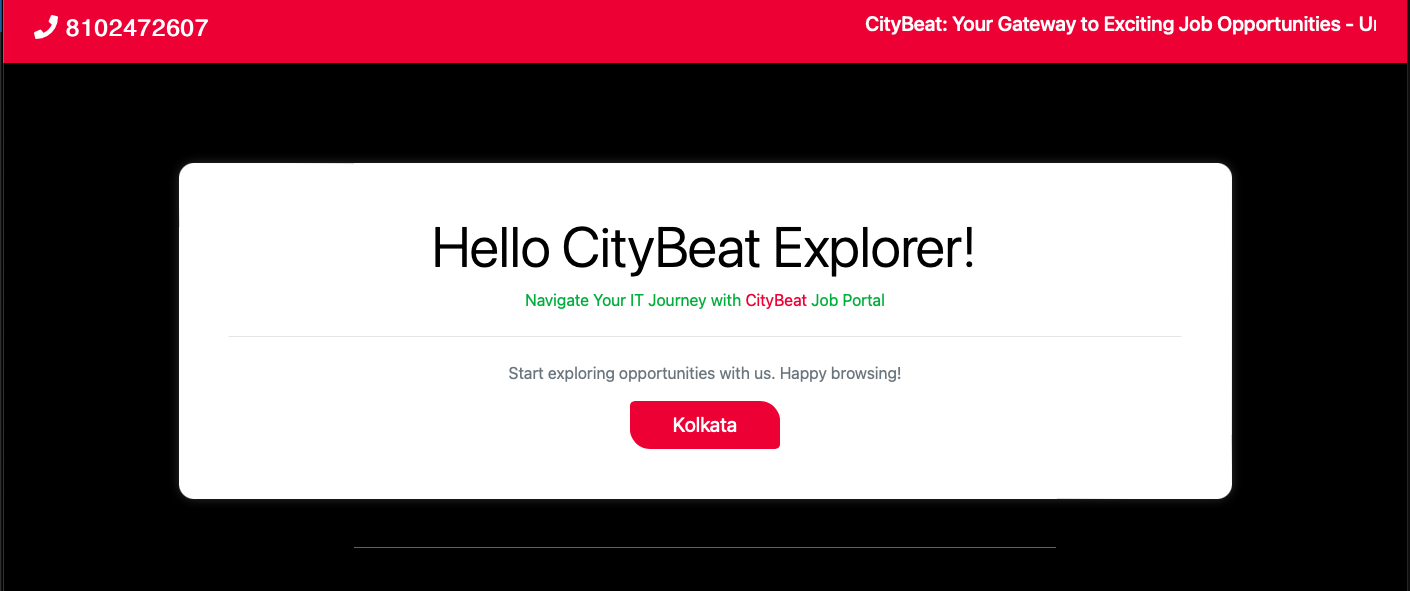 8102472607
CityBeat: Your Gateway to Exciting Job Opportunities -
Hello CityBeat Explorer!
Navigate Your IT Journey with CityBeat Job Portal
Start exploring opportunities with us. Happy browsing!
Kolkata